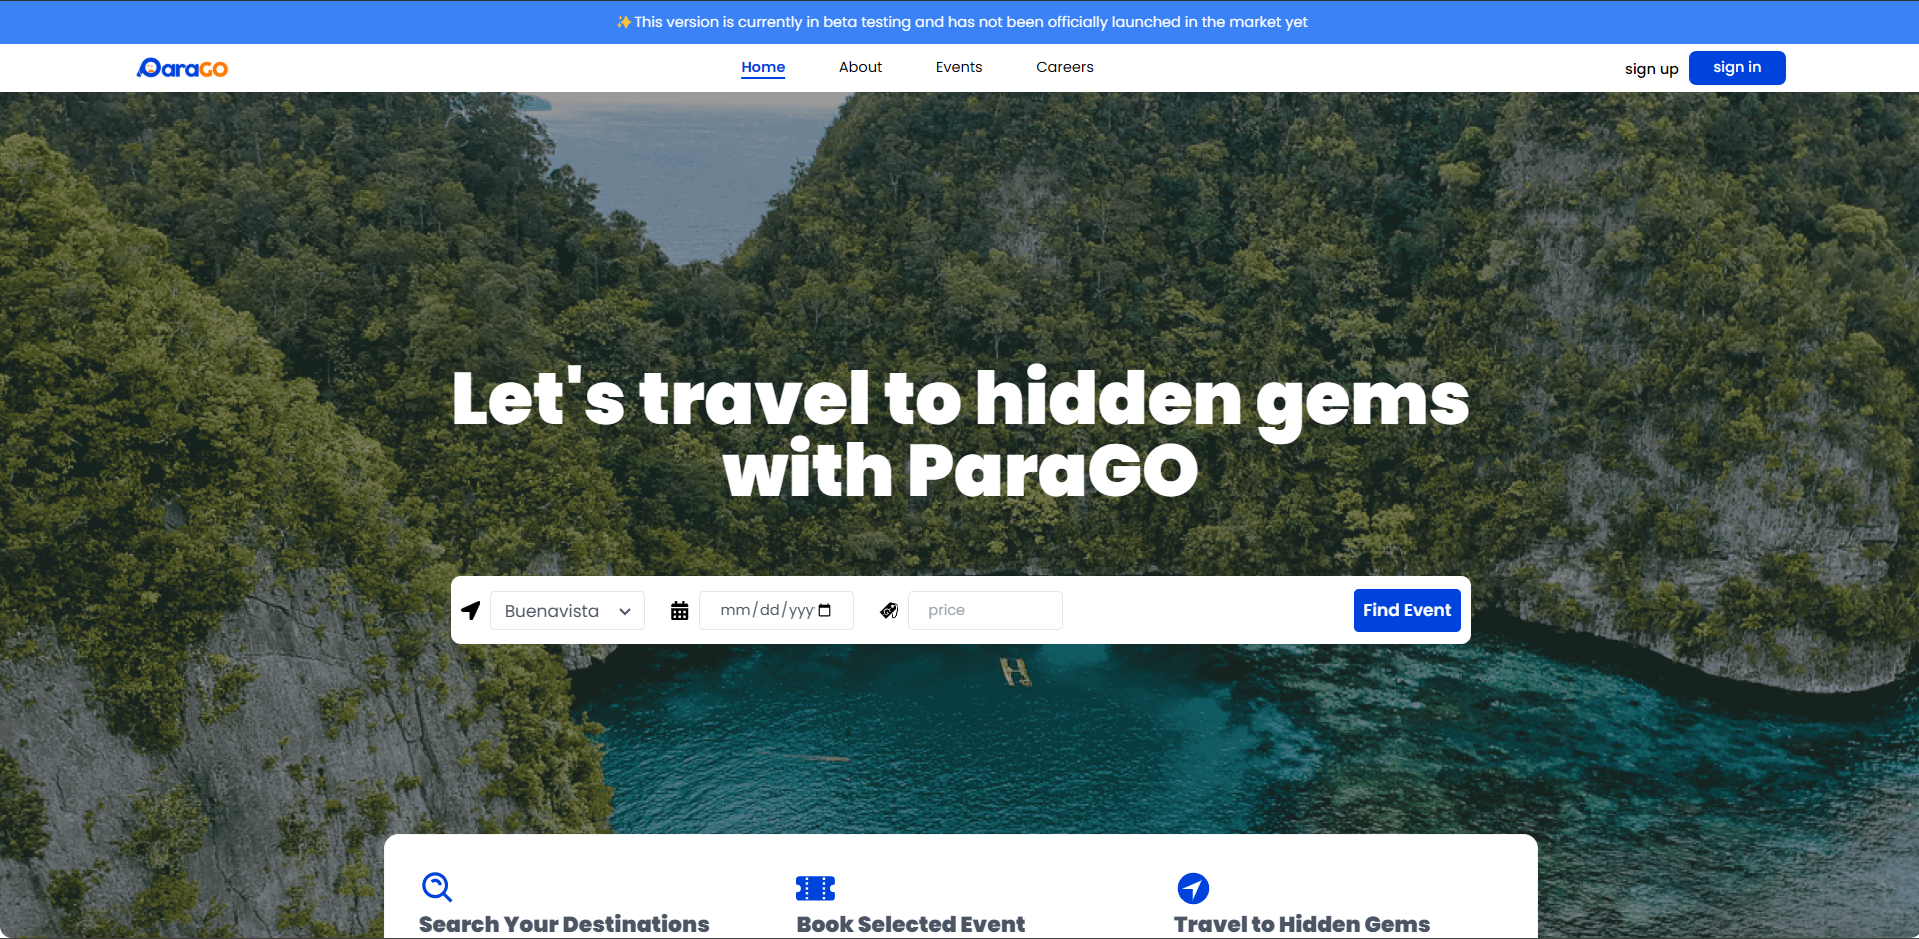 ✨This version is currently in beta testing and has not been officially launched in the market yet
ParaGO
Home
About
Events
Careers
sign up
sign in
Let's travel to hidden gems
with ParaGO
Buenavista
mm/dd/yyy
price
Find Event
Search Your Destinations
Book Selected Event
Travel to Hidden Gems